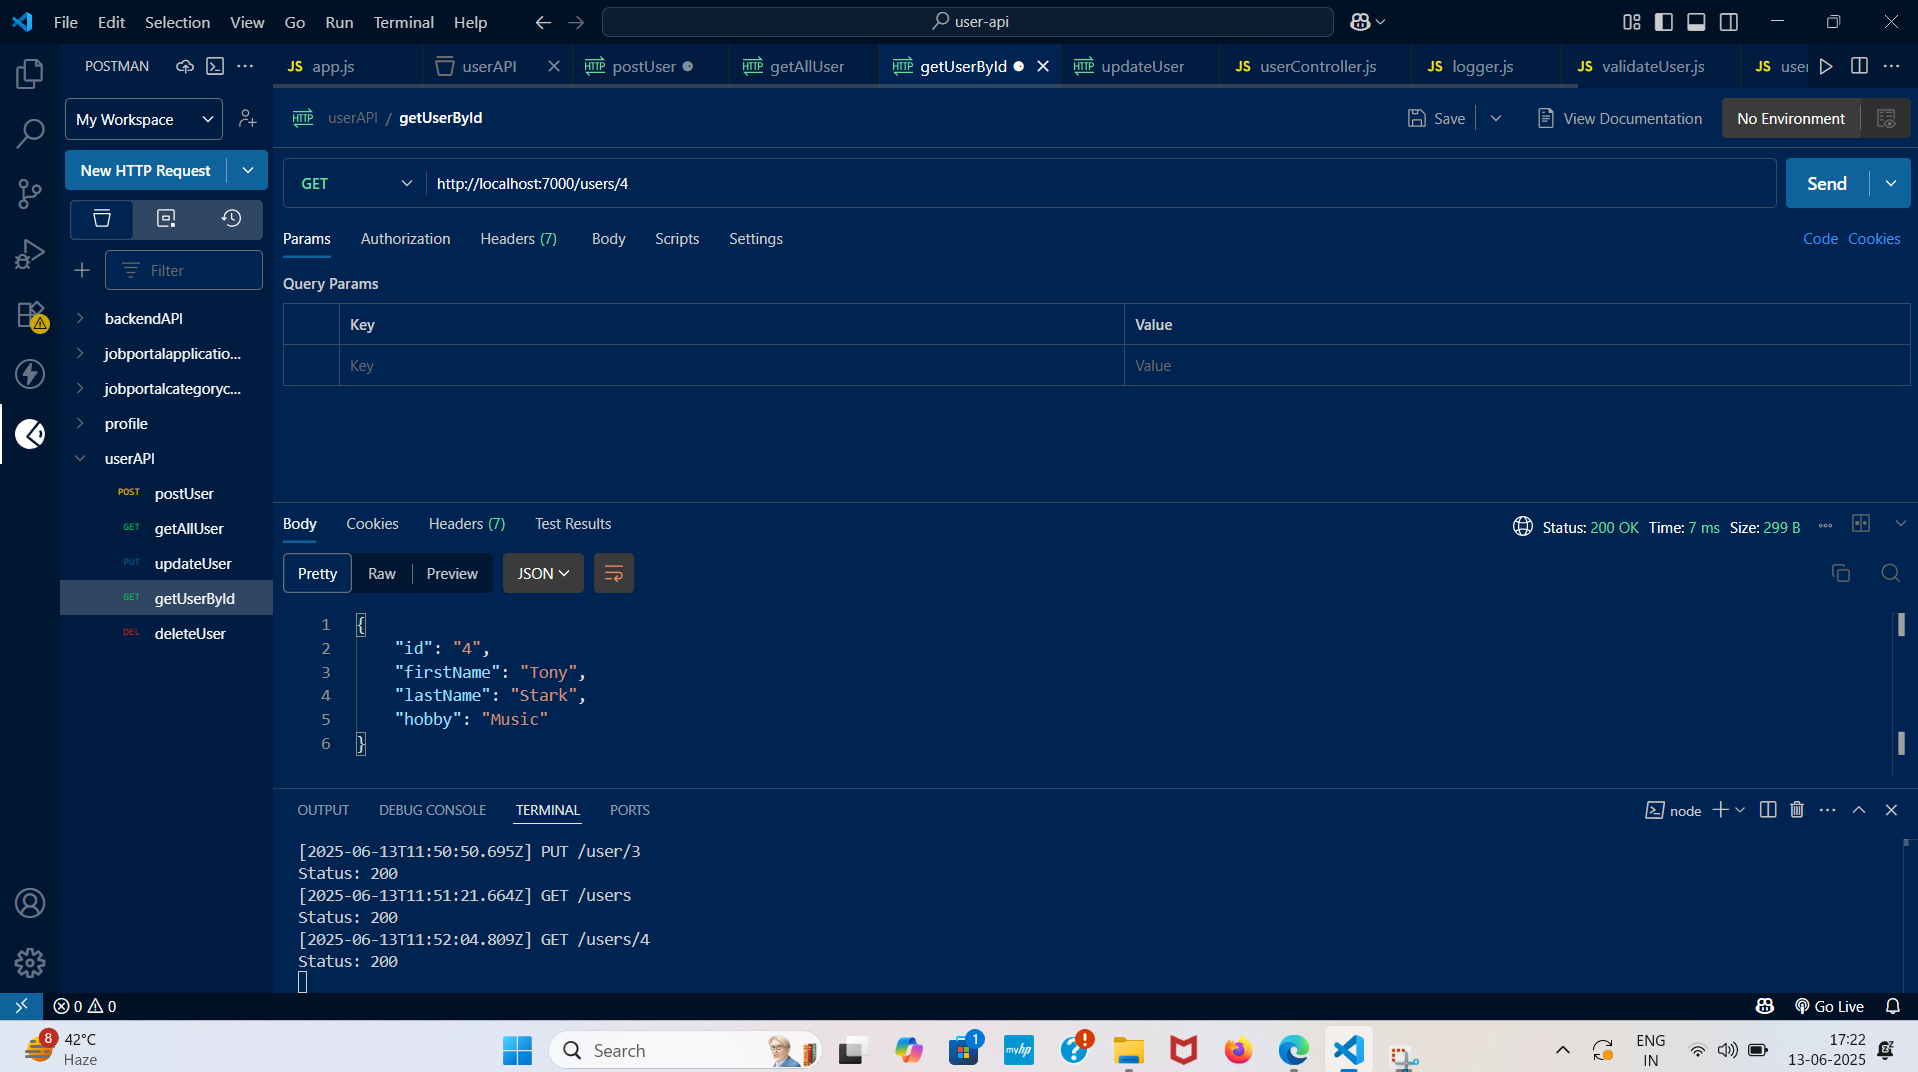 File Edit Selection View Go Run Terminal Help
user-api
POSTMAN
JS app.js
userAPI
HTTP postUser
HTTP getAllUser
HTTP getUserById
HTTP updateUser
JS userController.js
JS logger.js
JS validateUser.js
JS user
My Workspace
HTTP userAPI / getUserById
Save
View Documentation
No Environment
New HTTP Request
GET http://localhost:7000/users/4
Send
Params Authorization Headers (7) Body Scripts Settings
Code Cookies
Filter
Query Params
Key Value
Key Value
backendAPI
jobportalapplicatio...
jobportalcategoryc...
profile
userAPI
POST postUser
GET getAllUser
PUT updateUser
GET getUserById
DEL deleteUser
Body Cookies Headers (7) Test Results
Status: 200 OK Time: 7 ms Size: 299 B
Pretty Raw Preview JSON
1 {
2 "id": "4",
3 "firstName": "Tony",
4 "lastName": "Stark",
5 "hobby": "Music"
6 }
OUTPUT DEBUG CONSOLE TERMINAL PORTS
node
[2025-06-13T11:50:50.695Z] PUT /user/3
Status: 200
[2025-06-13T11:51:21.664Z] GET /users
Status: 200
[2025-06-13T11:52:04.809Z] GET /users/4
Status: 200
0 0
Go Live
8
42°C
Haze
Search
1
myhp
ENG
IN
17:22
13-06-2025